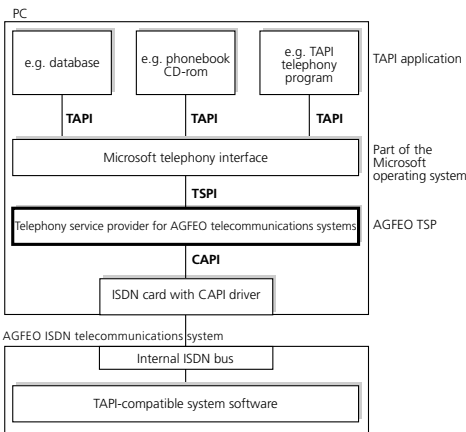 PC
e.g. database
e.g. phonebook
CD-rom
e.g. TAPI
telephony
program
TAPI application
TAPI
TAPI
TAPI
Microsoft telephony interface
Part of the
Microsoft
operating system
TSPI
Telephony service provider for AGFEO telecommunications systems
AGFEO TSP
CAPI
ISDN card with CAPI driver
AGFEO ISDN telecommunications system
Internal ISDN bus
TAPI-compatible system software